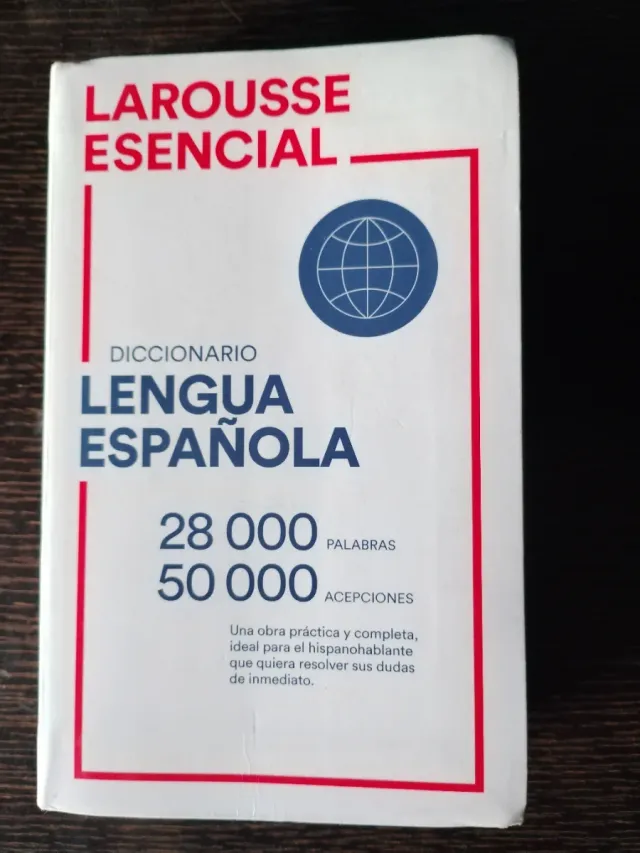 LAROUSSE
ESENCIAL
DICCIONARIO
LENGUA
ESPAÑOLA
28 000 PALABRAS
50 000 ACEPCIONES
Una obra práctica y completa,
ideal para el hispanohablante
que quiera resolver sus dudas
de inmediato.